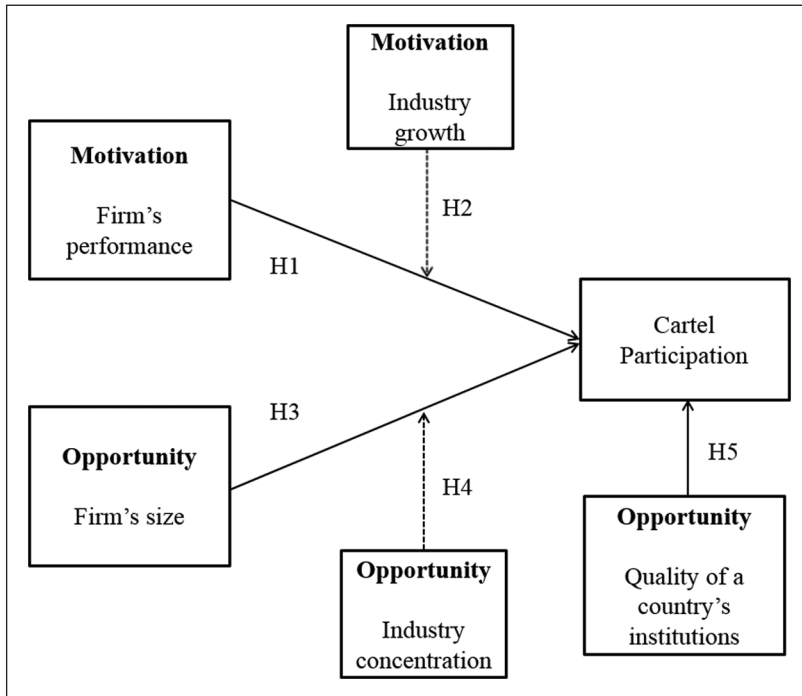 Motivation
Industry
growth
Motivation
Firm's
performance
H2
H1
Cartel
Participation
H3
Opportunity
Firm's size
H4
H5
Opportunity
Industry
concentration
Opportunity
Quality of a
country's
institutions